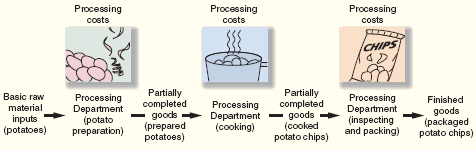 Processing
costs
Processing
costs
Processing
costs
CHIPS
Basic raw
material
inputs
(potatoes)
Processing
Department
(potato
preparation)
Partially
completed
goods
(prepared
potatoes)
Processing
Department
(cooking)
Partially
completed
goods
(cooked
potato chips)
Processing
Department
(inspecting
and packing)
Finished
goods
(packaged
potato chips)